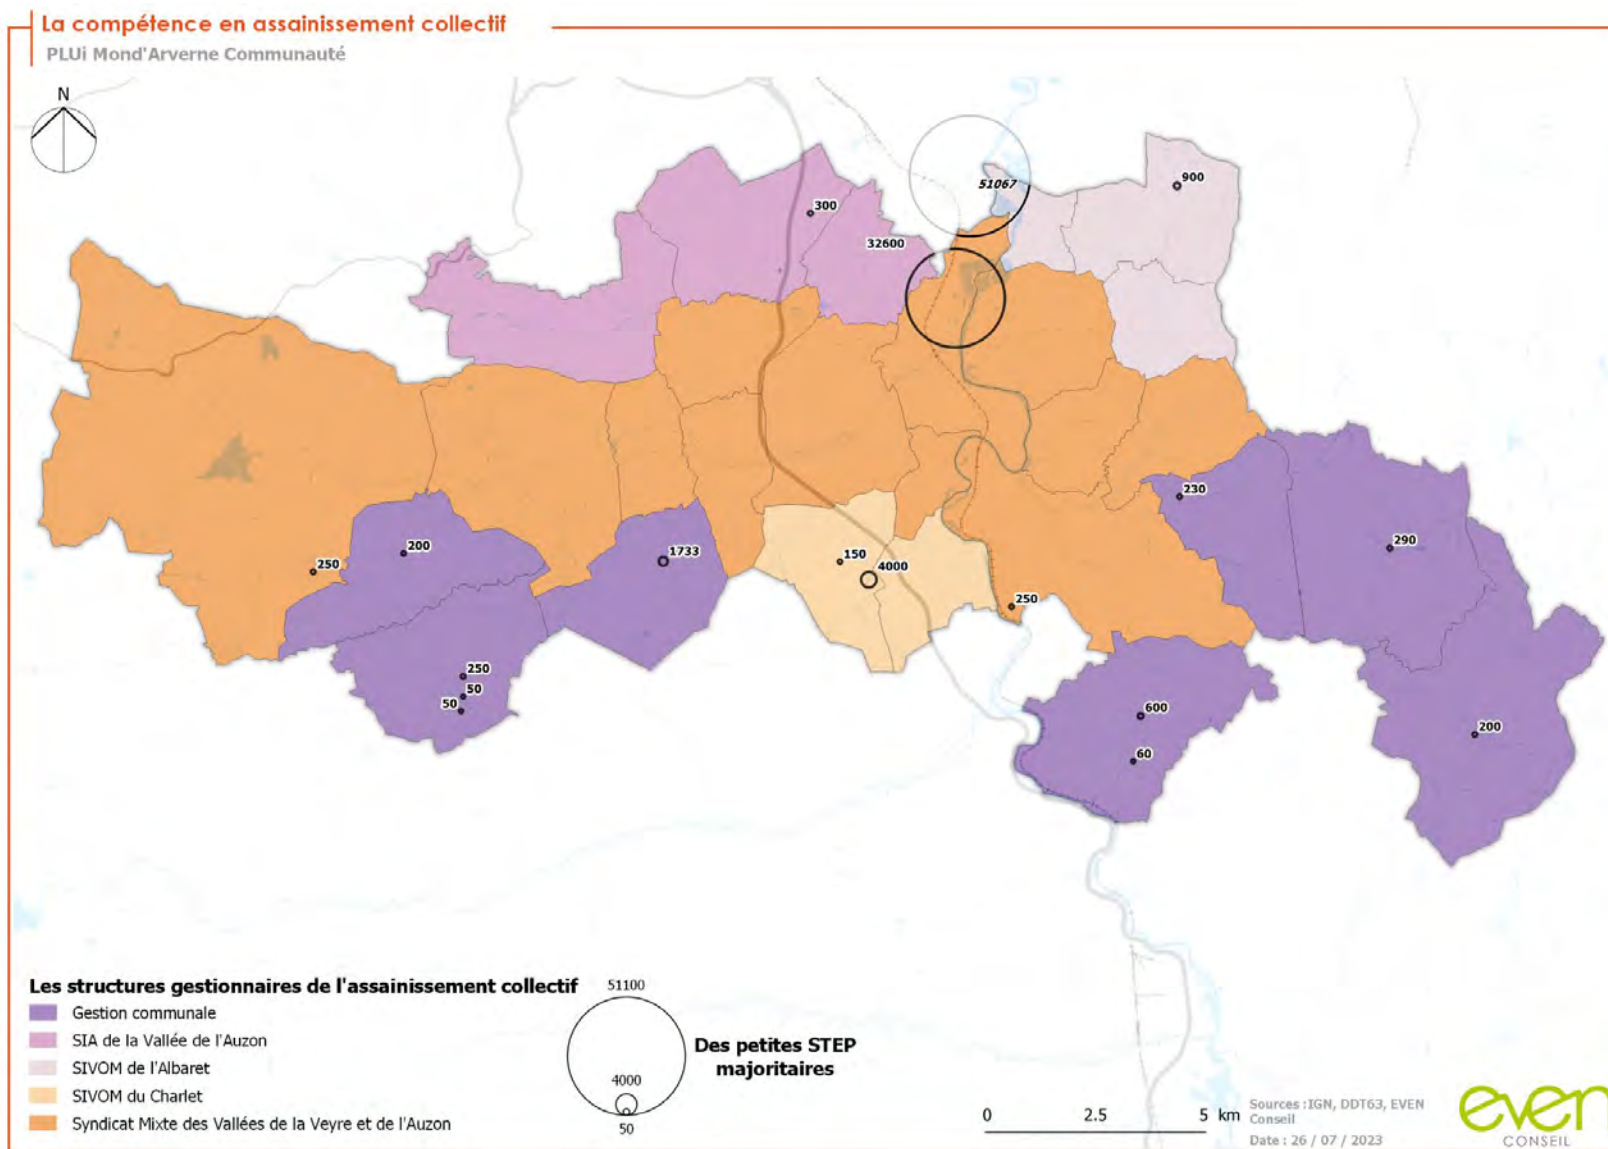 La compétence en assainissement collectif
PLUi Mond'Arverne Communauté
N
51067
900
300
32600
230
290
200
1733
150
4000
250
250
250
50
50
600
60
200
Les structures gestionnaires de l'assainissement collectif
Gestion communale
SIA de la Vallée de l'Auzon
SIVOM de l'Albaret
SIVOM du Charlet
Syndicat Mixte des Vallées de la Veyre et de l'Auzon
51100
4000
50
Des petites STEP
majoritaires
0 2.5 5 km
Sources : IGN, DDT63, EVEN
Conseil
Date : 26 / 07 / 2023
even
CONSEIL